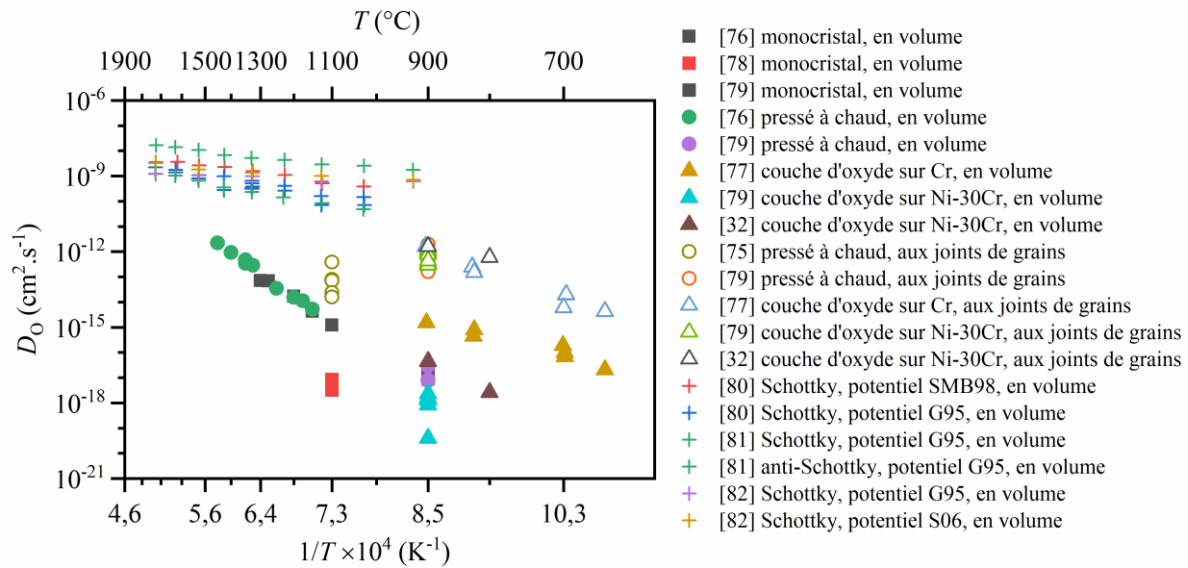 T (°C)
1900 1500 1300 1100 900 700
10⁻⁶
10⁻⁹
10⁻¹²
10⁻¹⁵
10⁻¹⁸
10⁻²¹
D_O (cm².s⁻¹)
4,6 5,6 6,4 7,3 8,5 10,3
1/T ×10⁴ (K⁻¹)
[76] monocristal, en volume
[78] monocristal, en volume
[79] monocristal, en volume
[76] pressé à chaud, en volume
[79] pressé à chaud, en volume
[77] couche d'oxyde sur Cr, en volume
[79] couche d'oxyde sur Ni-30Cr, en volume
[32] couche d'oxyde sur Ni-30Cr, en volume
[75] pressé à chaud, aux joints de grains
[79] pressé à chaud, aux joints de grains
[77] couche d'oxyde sur Cr, aux joints de grains
[79] couche d'oxyde sur Ni-30Cr, aux joints de grains
[32] couche d'oxyde sur Ni-30Cr, aux joints de grains
[80] Schottky, potentiel SMB98, en volume
[80] Schottky, potentiel G95, en volume
[81] Schottky, potentiel G95, en volume
[81] anti-Schottky, potentiel G95, en volume
[82] Schottky, potentiel G95, en volume
[82] Schottky, potentiel S06, en volume